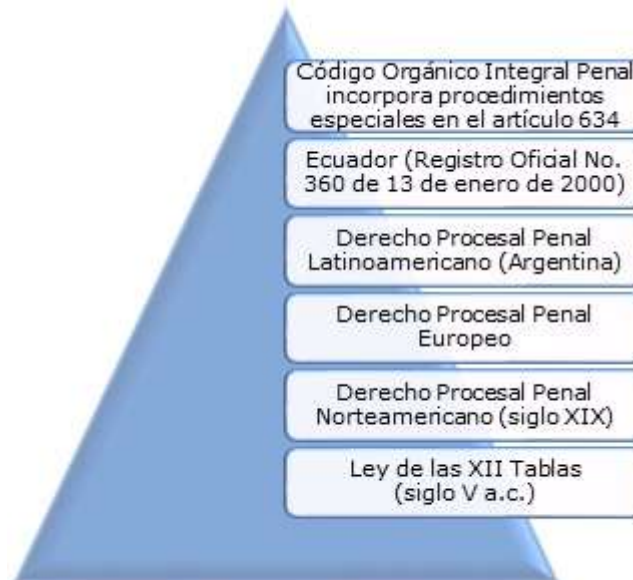 Código Orgánico Integral Penal
incorpora procedimientos
especiales en el artículo 634
Ecuador (Registro Oficial No.
360 de 13 de enero de 2000)
Derecho Procesal Penal
Latinoamericano (Argentina)
Derecho Procesal Penal
Europeo
Derecho Procesal Penal
Norteamericano (siglo XIX)
Ley de las XII Tablas
(siglo V a.c.)